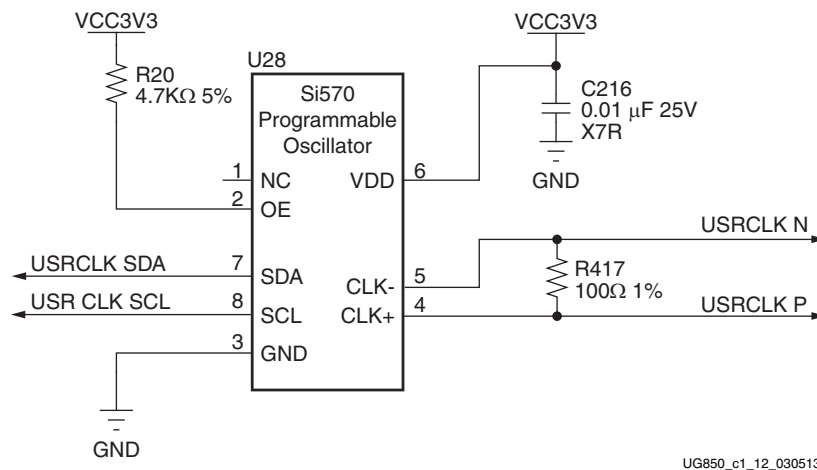 VCC3V3
VCC3V3
U28
R20
4.7KΩ 5%
Si570
Programmable
Oscillator
C216
0.01 μF 25V
X7R
GND
1
NC
VDD
6
2
OE
USRCLK SDA
7
SDA
USR CLK SCL
8
SCL
3
GND
GND
5
CLK-
4
CLK+
USRCLK N
R417
100Ω 1%
USRCLK P
UG850_c1_12_030513